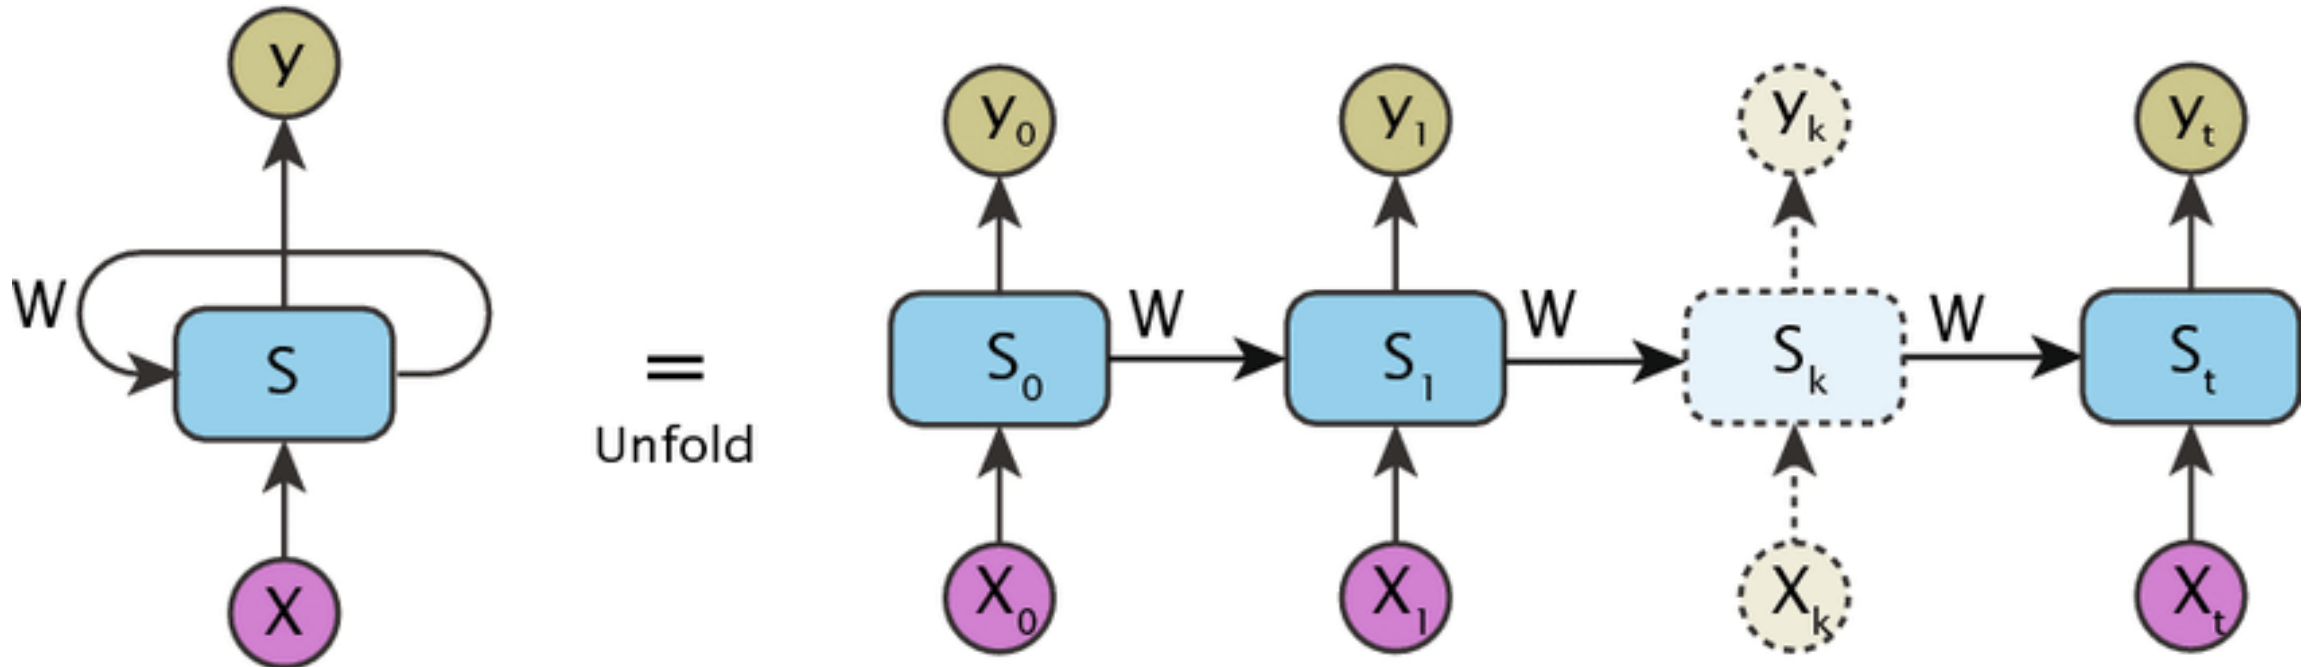 y
W
S
X
=
Unfold
y₀ y₁ yₖ yₜ
W W W
S₀ S₁ Sₖ Sₜ
X₀ X₁ Xₖ Xₜ